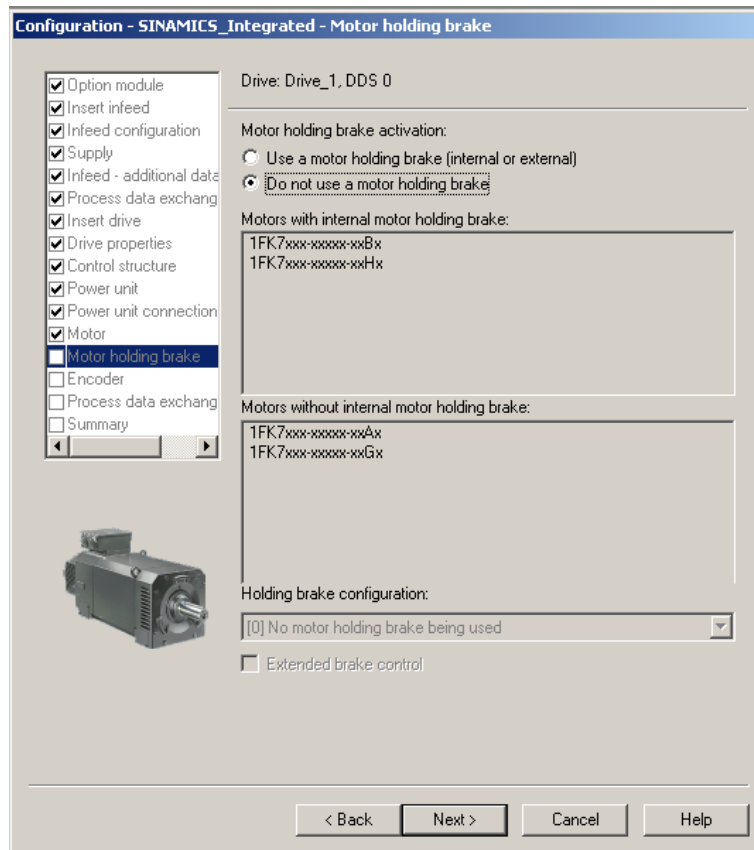 Configuration - SINAMICS_Integrated - Motor holding brake
Option module
Insert infeed
Infeed configuration
Supply
Infeed - additional data
Process data exchang
Insert drive
Drive properties
Control structure
Power unit
Power unit connection
Motor
Motor holding brake
Encoder
Process data exchang
Summary
Drive: Drive_1, DDS 0
Motor holding brake activation:
Use a motor holding brake (internal or external)
Do not use a motor holding brake
Motors with internal motor holding brake:
1FK7xxx-xxxxx-xxBx
1FK7xxx-xxxxx-xxHx
Motors without internal motor holding brake:
1FK7xxx-xxxxx-xxAx
1FK7xxx-xxxxx-xxGx
Holding brake configuration:
[0] No motor holding brake being used
Extended brake control
< Back
Next >
Cancel
Help